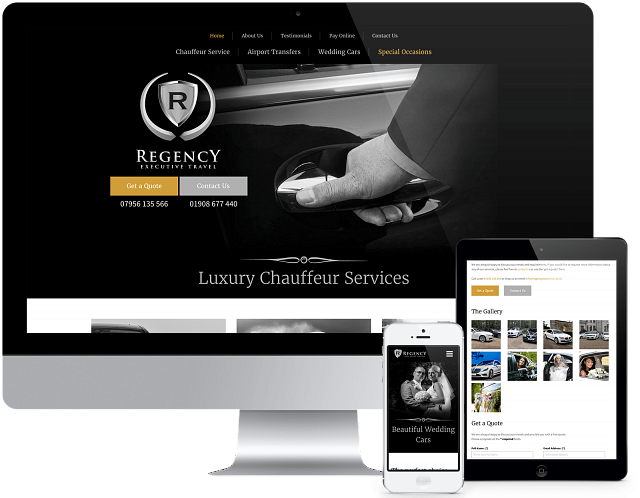 Home About Us Testimonials Pay Online Contact Us
Chauffeur Service Airport Transfers Wedding Cars Special Occasions
R
REGENCY
EXECUTIVE TRAVEL
Get a Quote Contact Us
07956 135 566 01908 677 440
Luxury Chauffeur Services
Get a Quote Contact Us
The Gallery
Get a Quote
REGENCY
Beautiful Wedding
Cars